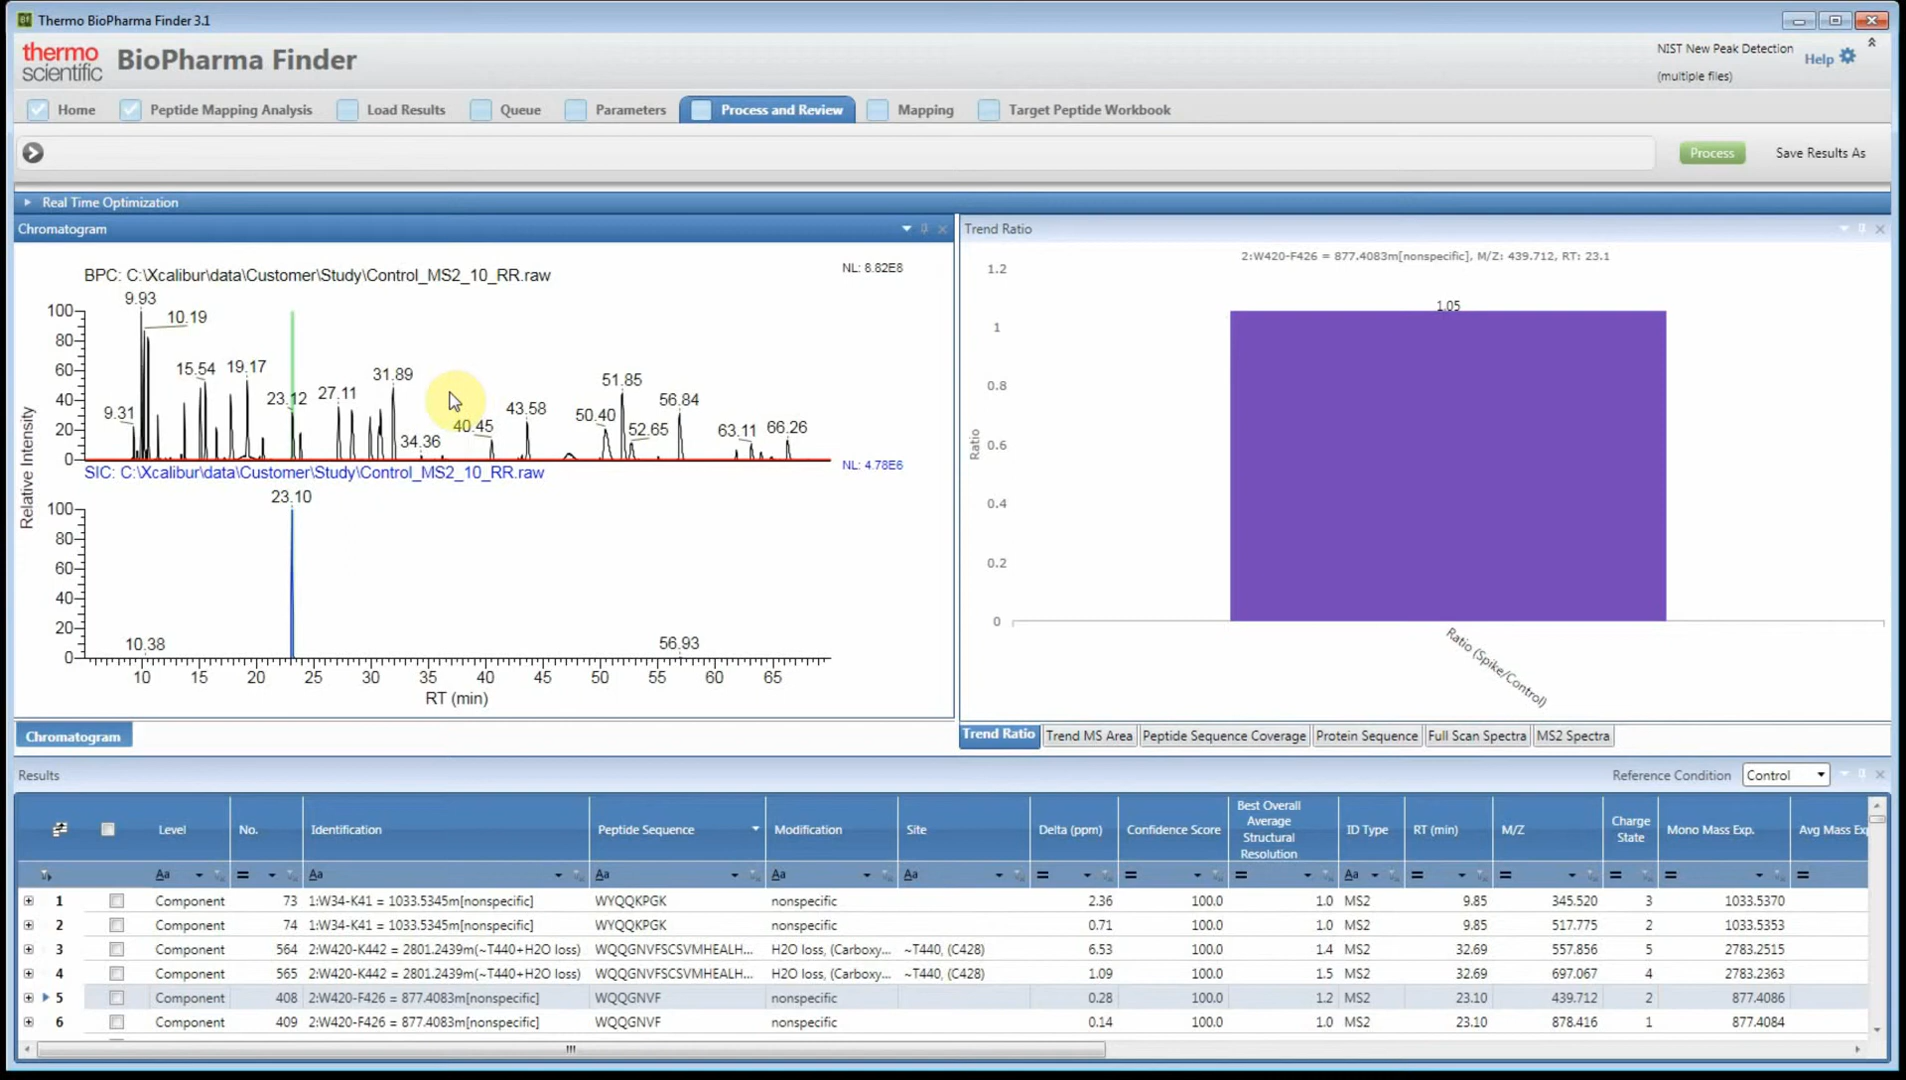 Thermo BioPharma Finder 3.1
thermo scientific BioPharma Finder
NIST New Peak Detection
(multiple files)
Help
Home Peptide Mapping Analysis Load Results Queue Parameters Process and Review Mapping Target Peptide Workbook
Process Save Results As
Real Time Optimization
Chromatogram
BPC: C:\Xcalibur\data\Customer\Study\Control_MS2_10_RR.raw
NL: 8.82E8
9.93
10.19
15.54 19.17 31.89 51.85
23.12 27.11 56.84
9.31 34.36 40.45 43.58 50.40 52.65 63.11 66.26
100
80
60
40
20
0
SIC: C:\Xcalibur\data\Customer\Study\Control_MS2_10_RR.raw
NL: 4.78E6
Relative Intensity
23.10
100
80
60
40
20
0
10.38 56.93
10 15 20 25 30 35 40 45 50 55 60 65
RT (min)
Chromatogram
Trend Ratio
2:W420-F426 = 877.4083m[nonspecific], M/Z: 439.712, RT: 23.1
1.2
1
0.8
0.6
0.4
0.2
0
Ratio
1.05
Ratio (Spike/Control)
Trend Ratio Trend MS Area Peptide Sequence Coverage Protein Sequence Full Scan Spectra MS2 Spectra
Results
Reference Condition Control
Level No. Identification Peptide Sequence Modification Site Delta (ppm) Confidence Score Best Overall Average Structural Resolution ID Type RT (min) M/Z Charge State Mono Mass Exp. Avg Mass Ex
Aa = Aa Aa Aa Aa = = = Aa = = = = =
1 Component 73 1:W34-K41 = 1033.5345m[nonspecific] WYQQKPGK nonspecific 2.36 100.0 1.0 MS2 9.85 345.520 3 1033.5370
2 Component 74 1:W34-K41 = 1033.5345m[nonspecific] WYQQKPGK nonspecific 0.71 100.0 1.0 MS2 9.85 517.775 2 1033.5353
3 Component 564 2:W420-K442 = 2801.2439m(~T440+H2O loss) WQQGNVFSCSVMHEALH... H2O loss, (Carboxy... ~T440, (C428) 6.53 100.0 1.4 MS2 32.69 557.856 5 2783.2515
4 Component 565 2:W420-K442 = 2801.2439m(~T440+H2O loss) WQQGNVFSCSVMHEALH... H2O loss, (Carboxy... ~T440, (C428) 1.09 100.0 1.5 MS2 32.69 697.067 4 2783.2363
5 Component 408 2:W420-F426 = 877.4083m[nonspecific] WQQGNVF nonspecific 0.28 100.0 1.2 MS2 23.10 439.712 2 877.4086
6 Component 409 2:W420-F426 = 877.4083m[nonspecific] WQQGNVF nonspecific 0.14 100.0 1.0 MS2 23.10 878.416 1 877.4084